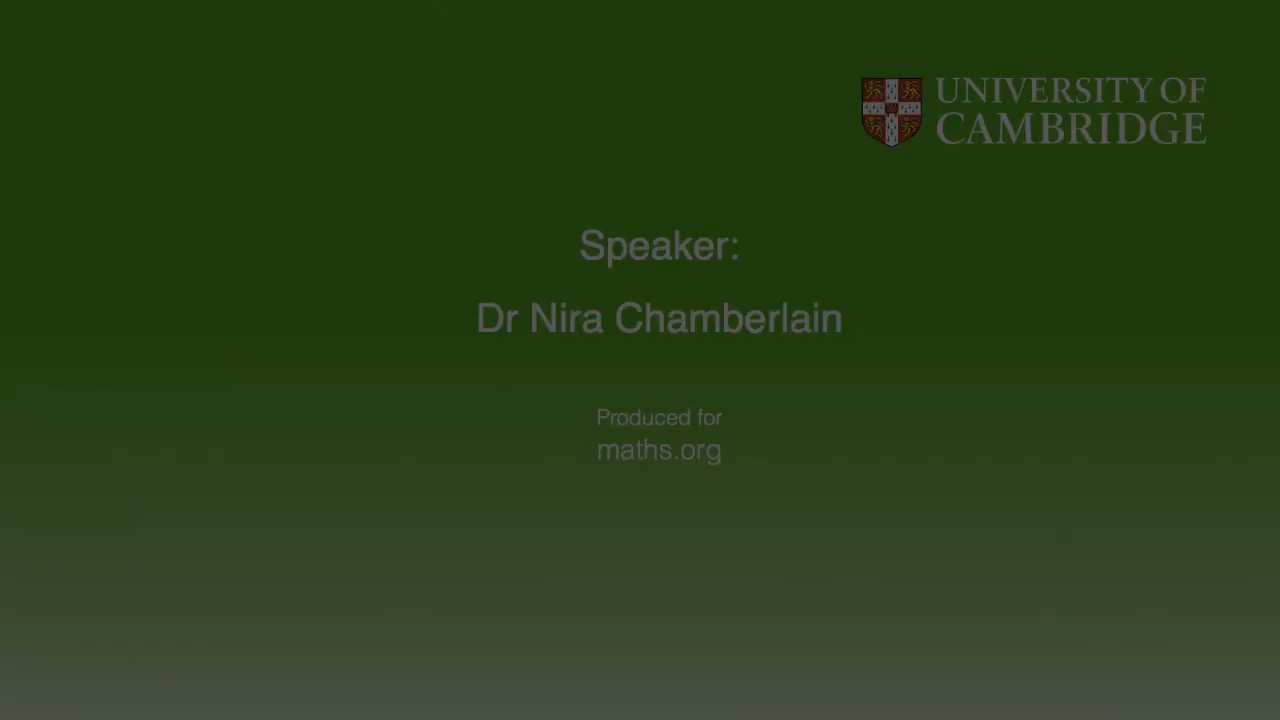 UNIVERSITY OF
CAMBRIDGE
Speaker:
Dr Nira Chamberlain
Produced for
maths.org